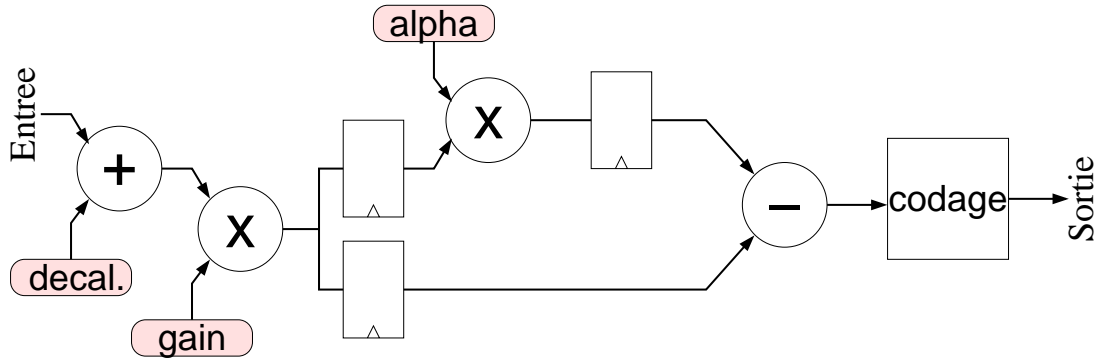 alpha
Entree
X
+
X
decal.
gain
–
codage
Sortie